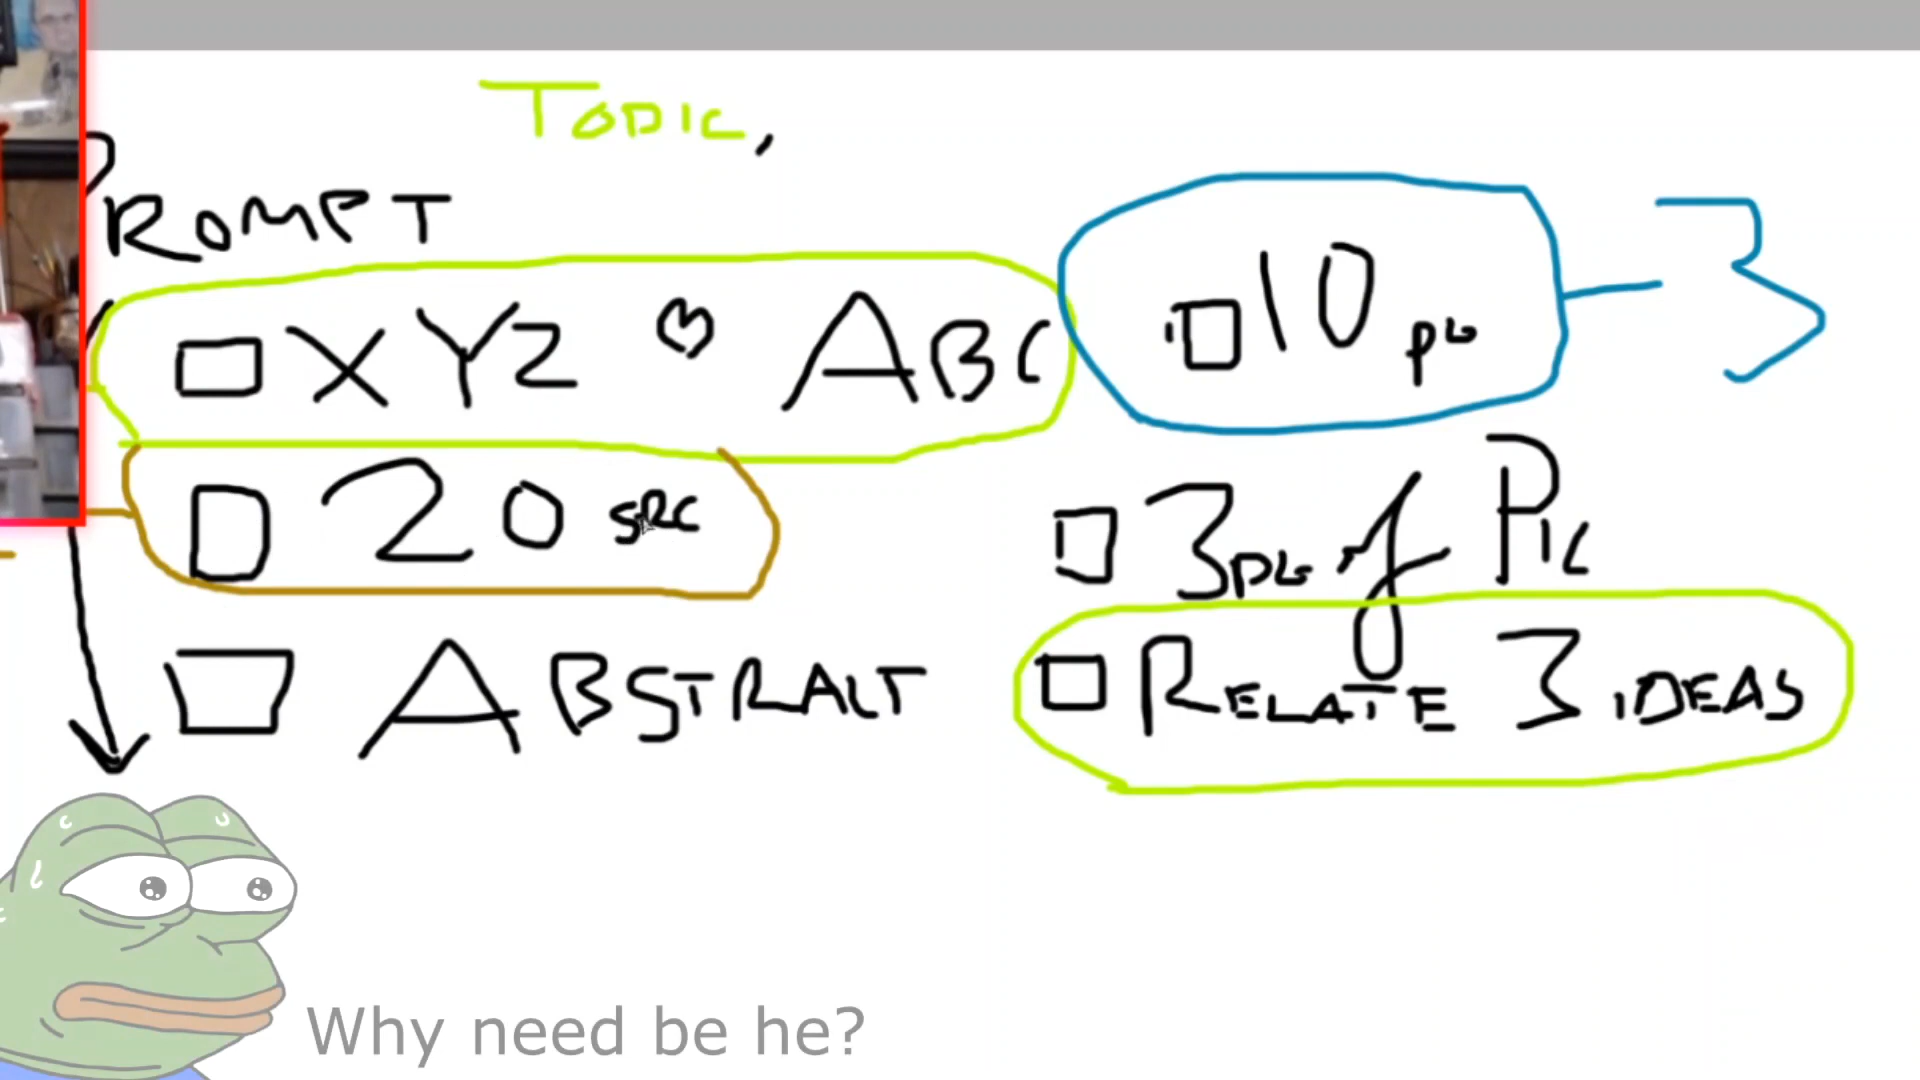 TOPIC,
PROMPT
XYZ ABC
10 pg
3
20 SRC
3pg of PIC
ABSTRACT
RELATE 3 IDEAS
Why need be he?